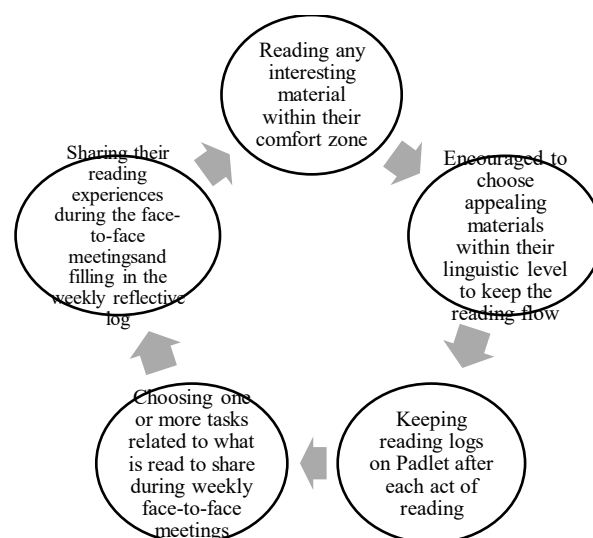 Reading any
interesting
material
within their
comfort zone
Encouraged to
choose
appealing
materials
within their
linguistic level
to keep the
reading flow
Keeping
reading logs
on Padlet after
each act of
reading
Choosing one
or more tasks
related to what
is read to share
during weekly
face-to-face
meetings
Sharing their
reading
experiences
during the face-
to-face
meetingsand
filling in the
weekly reflective
log